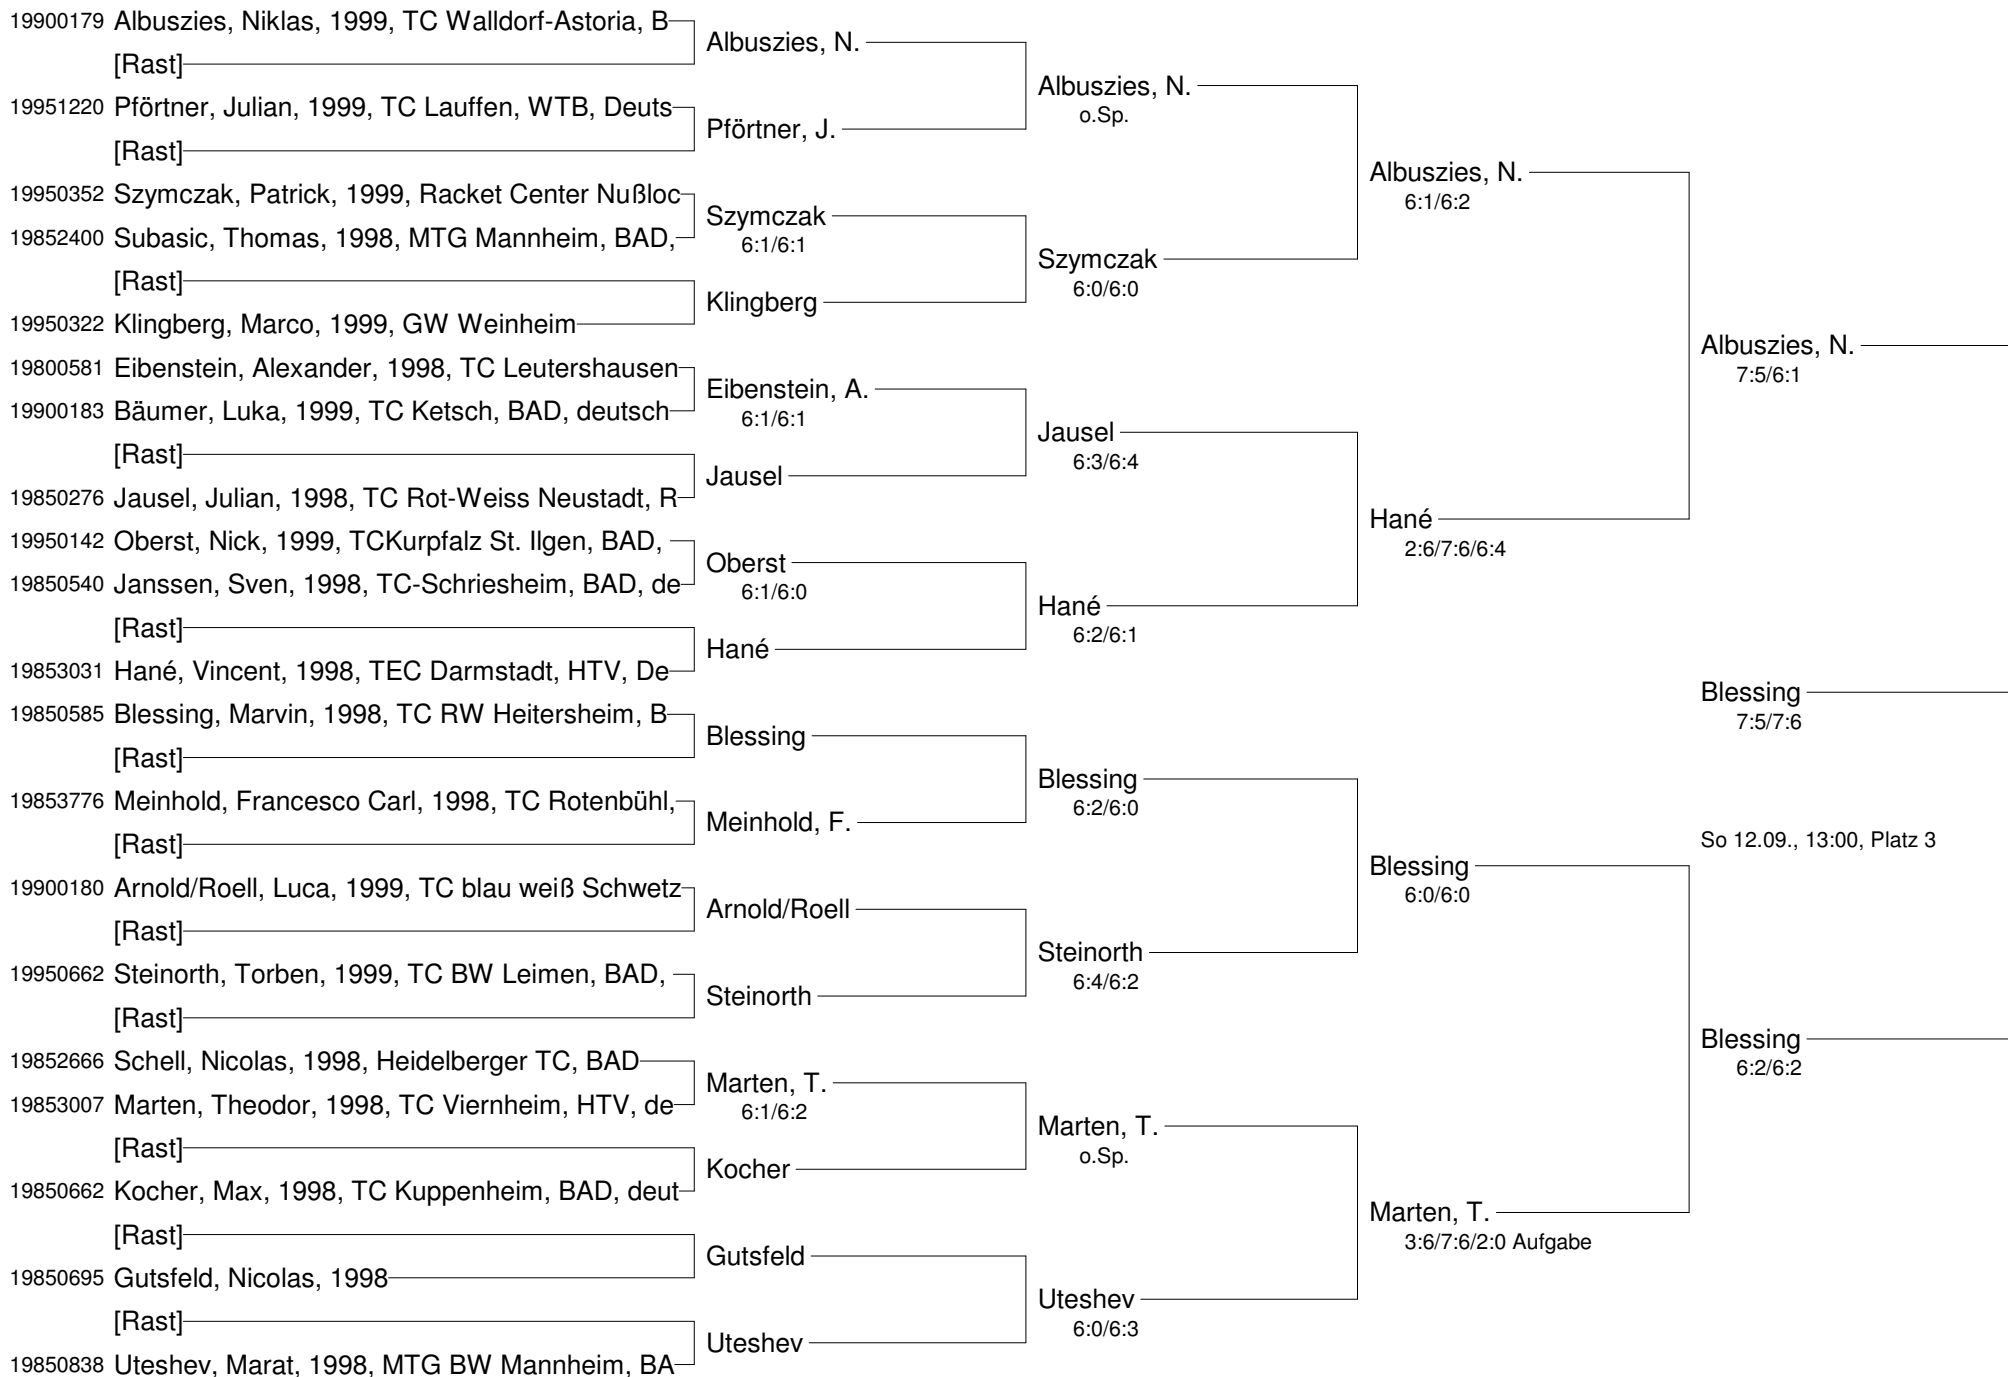 19900179 Albuszies, Niklas, 1999, TC Walldorf-Astoria, B
[Rast]
19951220 Pförtner, Julian, 1999, TC Lauffen, WTB, Deuts
[Rast]
19950352 Szymczak, Patrick, 1999, Racket Center Nußloc
19852400 Subasic, Thomas, 1998, MTG Mannheim, BAD,
[Rast]
19950322 Klingberg, Marco, 1999, GW Weinheim
19800581 Eibenstein, Alexander, 1998, TC Leutershausen
19900183 Bäumer, Luka, 1999, TC Ketsch, BAD, deutsch
[Rast]
19850276 Jausel, Julian, 1998, TC Rot-Weiss Neustadt, R
19950142 Oberst, Nick, 1999, TCKurpfalz St. Ilgen, BAD,
19850540 Janssen, Sven, 1998, TC-Schriesheim, BAD, de
[Rast]
19853031 Hané, Vincent, 1998, TEC Darmstadt, HTV, De
19850585 Blessing, Marvin, 1998, TC RW Heitersheim, B
[Rast]
19853776 Meinhold, Francesco Carl, 1998, TC Rotenbühl,
[Rast]
19900180 Arnold/Roell, Luca, 1999, TC blau weiß Schwetz
[Rast]
19950662 Steinorth, Torben, 1999, TC BW Leimen, BAD,
[Rast]
19852666 Schell, Nicolas, 1998, Heidelberger TC, BAD
19853007 Marten, Theodor, 1998, TC Viernheim, HTV, de
[Rast]
19850662 Kocher, Max, 1998, TC Kuppenheim, BAD, deut
[Rast]
19850695 Gutsfeld, Nicolas, 1998
[Rast]
19850838 Uteshev, Marat, 1998, MTG BW Mannheim, BA
Albuszies, N.
Pförtner, J.
Szymczak
6:1/6:1
Klingberg
Eibenstein, A.
6:1/6:1
Jausel
Oberst
6:1/6:0
Hané
Blessing
Meinhold, F.
Arnold/Roell
Steinorth
Marten, T.
6:1/6:2
Kocher
Gutsfeld
Uteshev
Albuszies, N.
o.Sp.
Szymczak
6:0/6:0
Jausel
6:3/6:4
Hané
6:2/6:1
Blessing
6:2/6:0
Steinorth
6:4/6:2
Marten, T.
o.Sp.
Uteshev
6:0/6:3
Albuszies, N.
6:1/6:2
Hané
2:6/7:6/6:4
Blessing
6:0/6:0
Marten, T.
3:6/7:6/2:0 Aufgabe
Albuszies, N.
7:5/6:1
Blessing
7:5/7:6
So 12.09., 13:00, Platz 3
Blessing
6:2/6:2